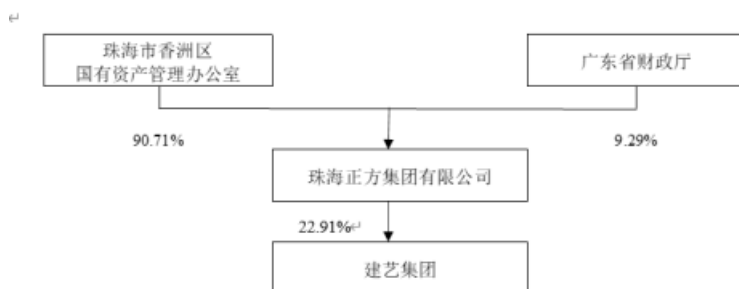 珠海市香洲区
国有资产管理办公室
广东省财政厅
90.71%
9.29%
珠海正方集团有限公司
22.91%
建艺集团